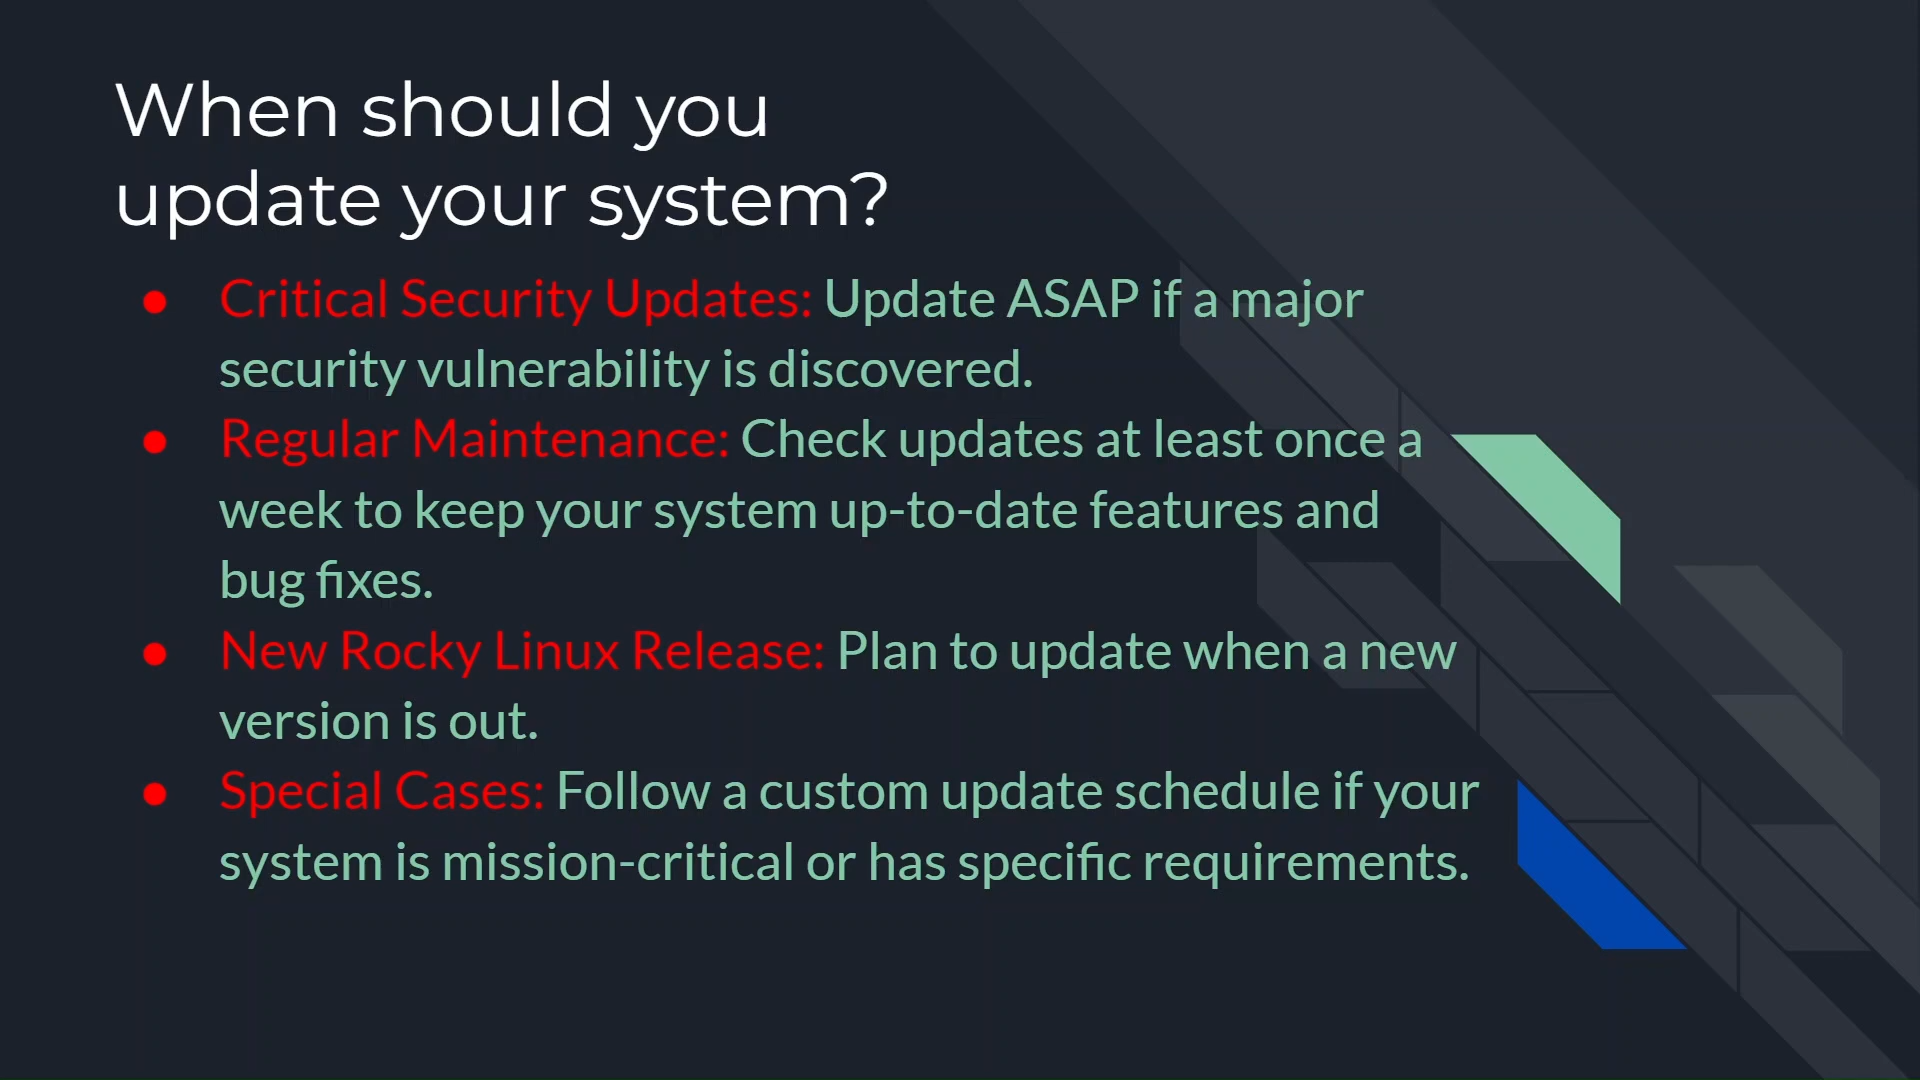 When should you
update your system?
● Critical Security Updates: Update ASAP if a major
security vulnerability is discovered.
● Regular Maintenance: Check updates at least once a
week to keep your system up-to-date features and
bug fixes.
● New Rocky Linux Release: Plan to update when a new
version is out.
● Special Cases: Follow a custom update schedule if your
system is mission-critical or has specific requirements.